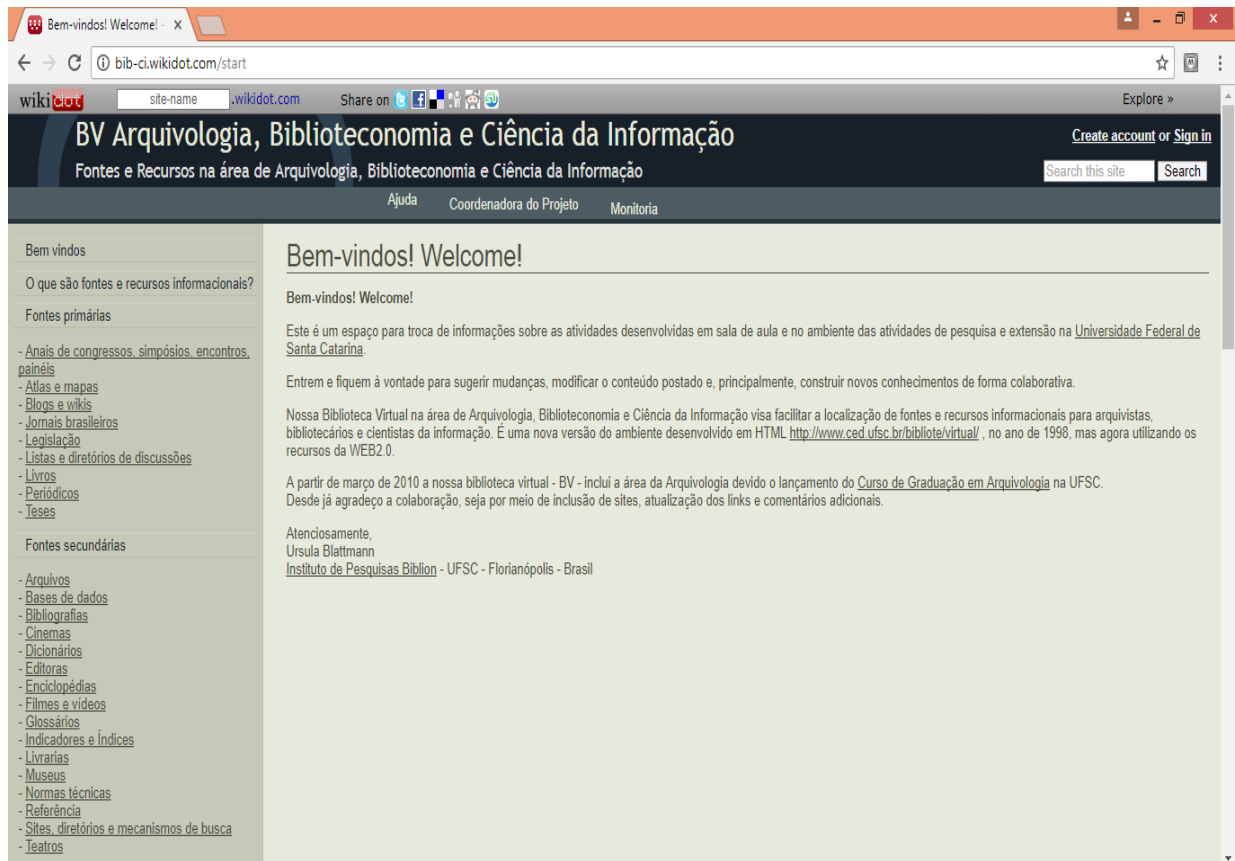 Bem-vindos! Welcome! -
bib-ci.wikidot.com/start
wikidot site-name .wikidot.com Share on Explore »
BV Arquivologia, Biblioteconomia e Ciência da Informação
Create account or Sign in
Fontes e Recursos na área de Arquivologia, Biblioteconomia e Ciência da Informação
Search this site Search
Ajuda Coordenadora do Projeto Monitoria
Bem vindos
O que são fontes e recursos informacionais?
Fontes primárias
- Anais de congressos, simpósios, encontros,
painéis
- Atlas e mapas
- Blogs e wikis
- Jornais brasileiros
- Legislação
- Listas e diretórios de discussões
- Livros
- Periódicos
- Teses
Fontes secundárias
- Arquivos
- Bases de dados
- Bibliografias
- Cinemas
- Dicionários
- Editoras
- Enciclopédias
- Filmes e vídeos
- Glossários
- Indicadores e Índices
- Livrarias
- Museus
- Normas técnicas
- Referência
- Sites, diretórios e mecanismos de busca
- Teatros
Bem-vindos! Welcome!
Bem-vindos! Welcome!
Este é um espaço para troca de informações sobre as atividades desenvolvidas em sala de aula e no ambiente das atividades de pesquisa e extensão na Universidade Federal de
Santa Catarina.
Entrem e fiquem à vontade para sugerir mudanças, modificar o conteúdo postado e, principalmente, construir novos conhecimentos de forma colaborativa.
Nossa Biblioteca Virtual na área de Arquivologia, Biblioteconomia e Ciência da Informação visa facilitar a localização de fontes e recursos informacionais para arquivistas,
bibliotecários e cientistas da informação. É uma nova versão do ambiente desenvolvido em HTML http://www.ced.ufsc.br/bibliote/virtual/ , no ano de 1998, mas agora utilizando os
recursos da WEB2.0.
A partir de março de 2010 a nossa biblioteca virtual - BV - inclui a área da Arquivologia devido o lançamento do Curso de Graduação em Arquivologia na UFSC.
Desde já agradeço a colaboração, seja por meio de inclusão de sites, atualização dos links e comentários adicionais.
Atenciosamente,
Ursula Blattmann
Instituto de Pesquisas Biblion - UFSC - Florianópolis - Brasil